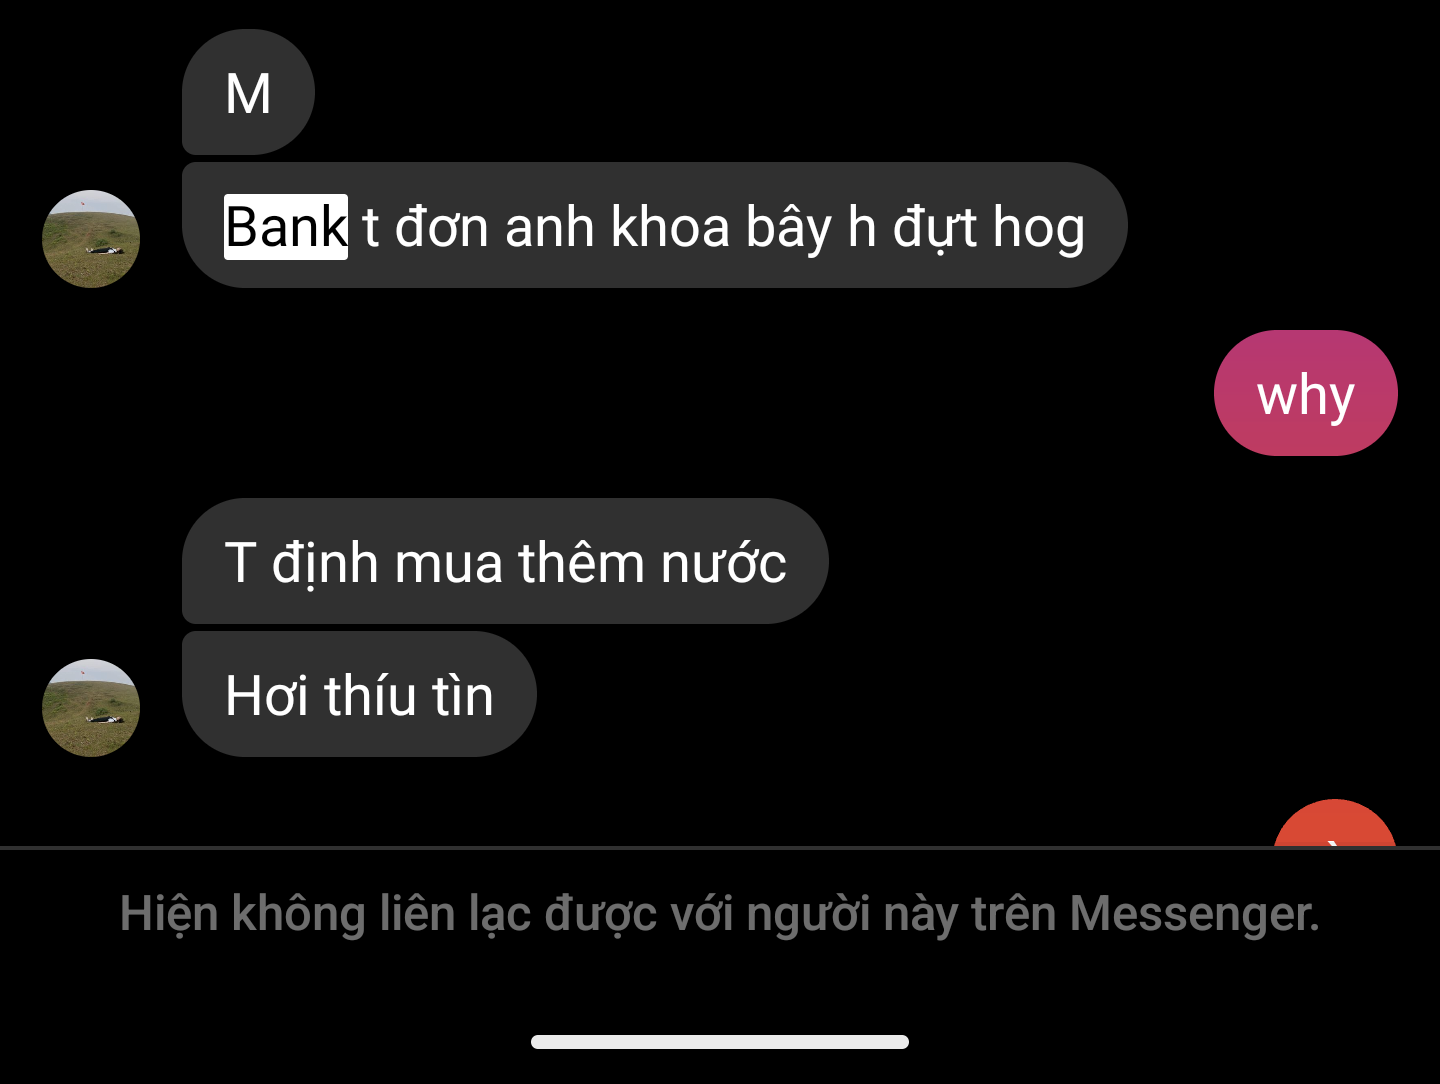 M
Bank t đơn anh khoa bây h đựt hog
why
T định mua thêm nước
Hơi thíu tìn
Hiện không liên lạc được với người này trên Messenger.